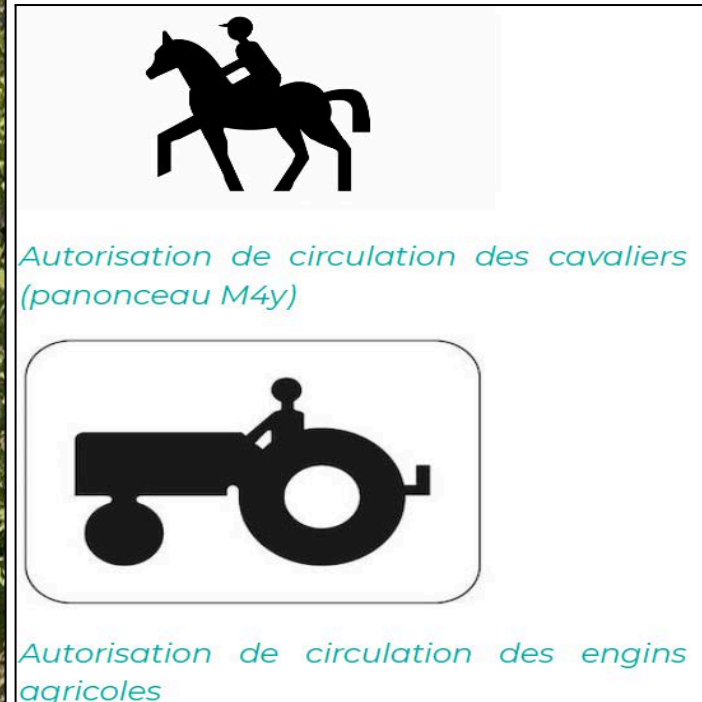 Autorisation de circulation des cavaliers
(panonceau M4y)
Autorisation de circulation des engins
agricoles